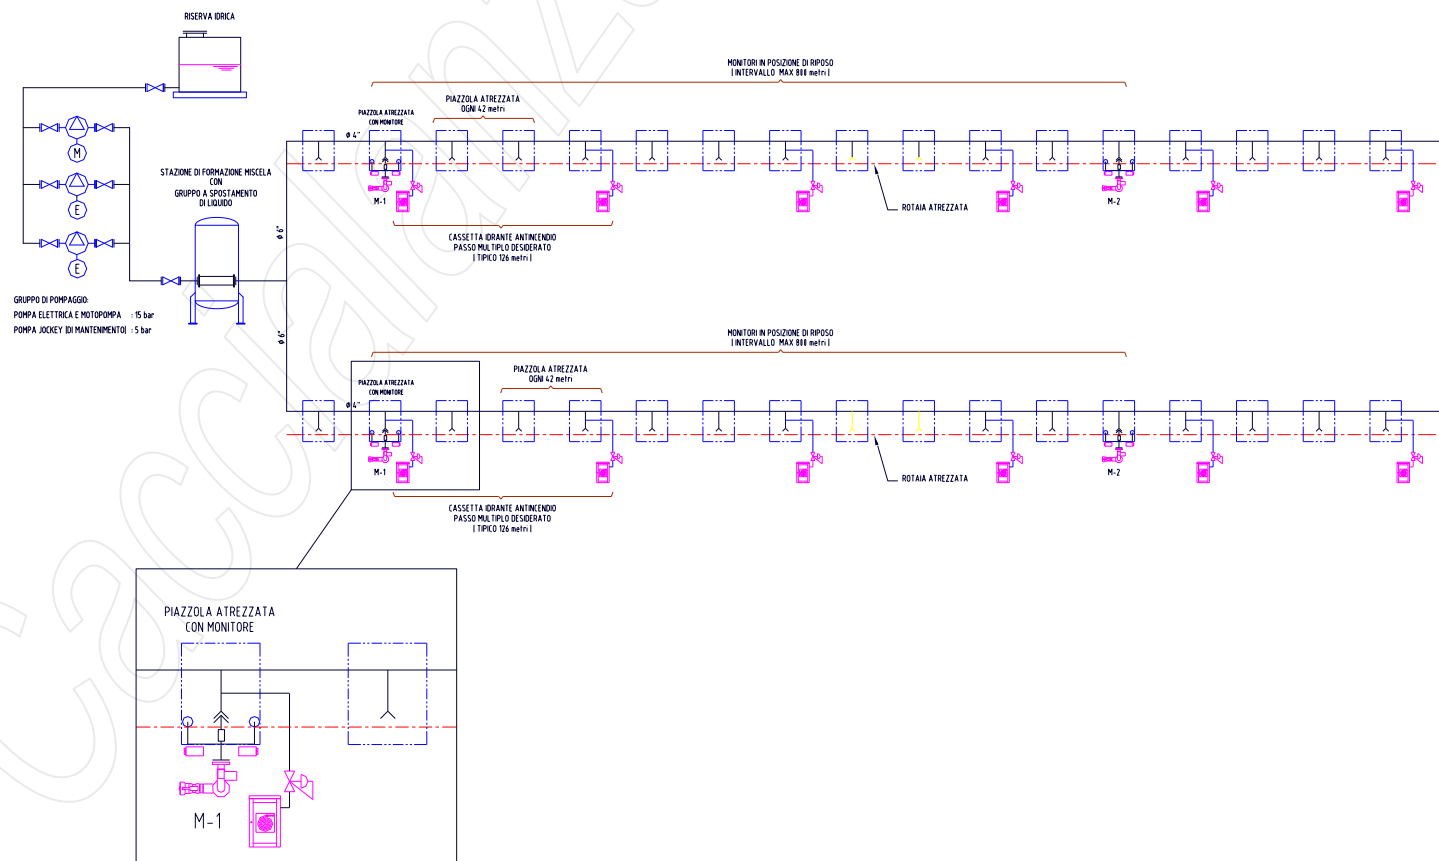 RISERVA IDRICA
M
E
E
GRUPPO DI POMPAGGIO:
POMPA ELETTRICA E MOTOPOMPA : 15 bar
POMPA JOCKEY (DI MANTENIMENTO) : 5 bar
STAZIONE DI FORMAZIONE MISCELA
CON
GRUPPO A SPOSTAMENTO
DI LIQUIDO
Ø 6"
Ø 6"
MONITORI IN POSIZIONE DI RIPOSO
( INTERVALLO MAX 800 metri )
PIAZZOLA ATREZZATA
OGNI 42 metri
PIAZZOLA ATREZZATA
CON MONITORE
Ø 4"
M-1
M-2
ROTAIA ATREZZATA
CASSETTA IDRANTE ANTINCENDIO
PASSO MULTIPLO DESIDERATO
( TIPICO 126 metri )
MONITORI IN POSIZIONE DI RIPOSO
( INTERVALLO MAX 800 metri )
PIAZZOLA ATREZZATA
OGNI 42 metri
PIAZZOLA ATREZZATA
CON MONITORE
Ø 4"
M-1
M-2
ROTAIA ATREZZATA
CASSETTA IDRANTE ANTINCENDIO
PASSO MULTIPLO DESIDERATO
( TIPICO 126 metri )
PIAZZOLA ATREZZATA
CON MONITORE
M-1